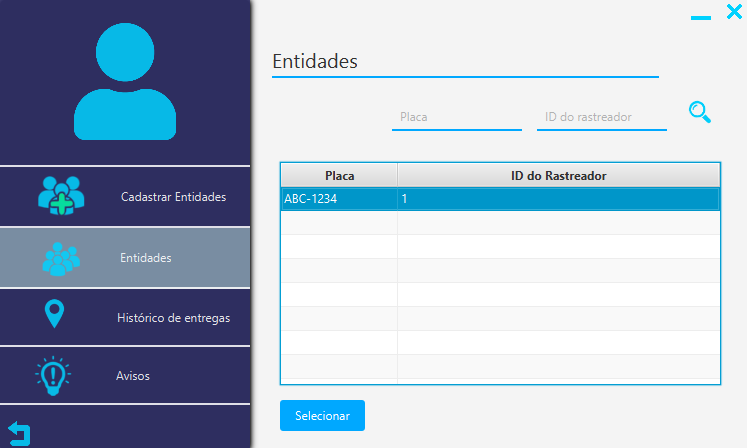 Cadastrar Entidades
Entidades
Histórico de entregas
Avisos
Entidades
Placa
ID do rastreador
Placa ID do Rastreador
ABC-1234 1
Selecionar